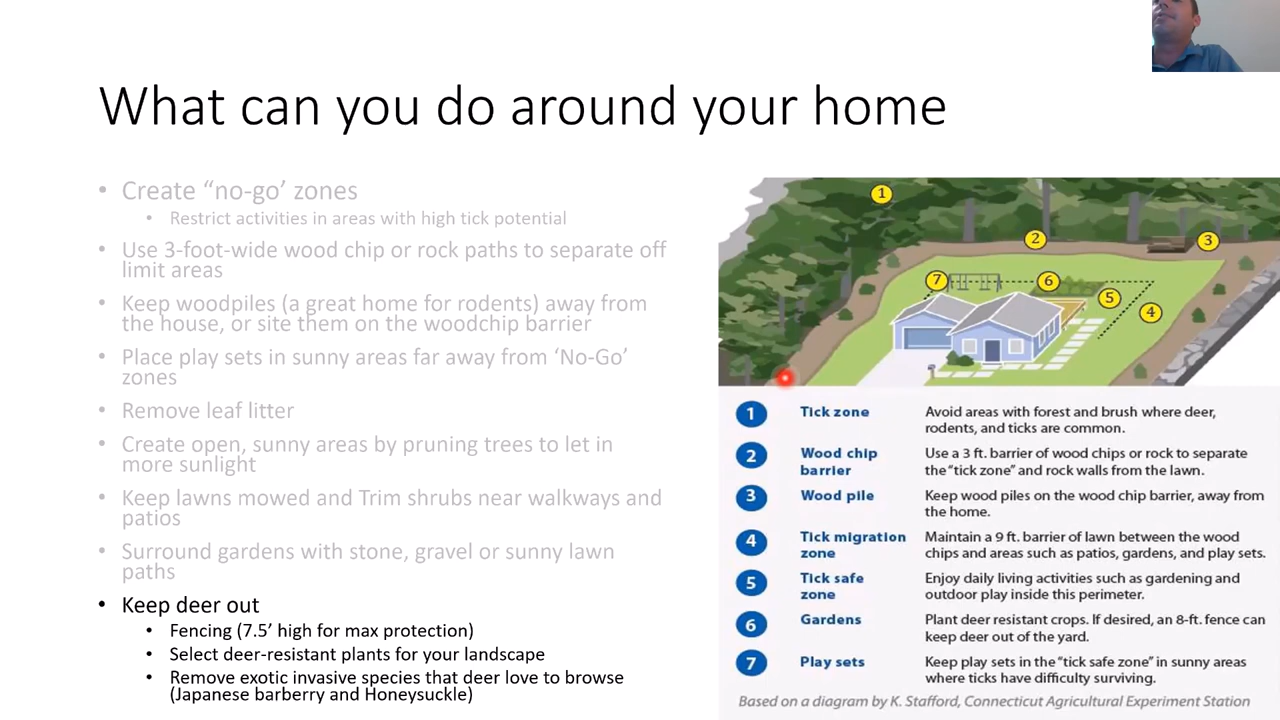 What can you do around your home
• Create “no-go’ zones
• Restrict activities in areas with high tick potential
• Use 3-foot-wide wood chip or rock paths to separate off
limit areas
• Keep woodpiles (a great home for rodents) away from
the house, or site them on the woodchip barrier
• Place play sets in sunny areas far away from ‘No-Go’
zones
• Remove leaf litter
• Create open, sunny areas by pruning trees to let in
more sunlight
• Keep lawns mowed and Trim shrubs near walkways and
patios
• Surround gardens with stone, gravel or sunny lawn
paths
• Keep deer out
• Fencing (7.5’ high for max protection)
• Select deer-resistant plants for your landscape
• Remove exotic invasive species that deer love to browse
(Japanese barberry and Honeysuckle)
1
2
3
7
6
5
4
1 Tick zone Avoid areas with forest and brush where deer,
rodents, and ticks are common.
2 Wood chip Use a 3 ft. barrier of wood chips or rock to separate
barrier the “tick zone” and rock walls from the lawn.
3 Wood pile Keep wood piles on the wood chip barrier, away from
the home.
4 Tick migration Maintain a 9 ft. barrier of lawn between the wood
zone chips and areas such as patios, gardens, and play sets.
5 Tick safe Enjoy daily living activities such as gardening and
zone outdoor play inside this perimeter.
6 Gardens Plant deer resistant crops. If desired, an 8-ft. fence can
keep deer out of the yard.
7 Play sets Keep play sets in the “tick safe zone” in sunny areas
where ticks have difficulty surviving.
Based on a diagram by K. Stafford, Connecticut Agricultural Experiment Station